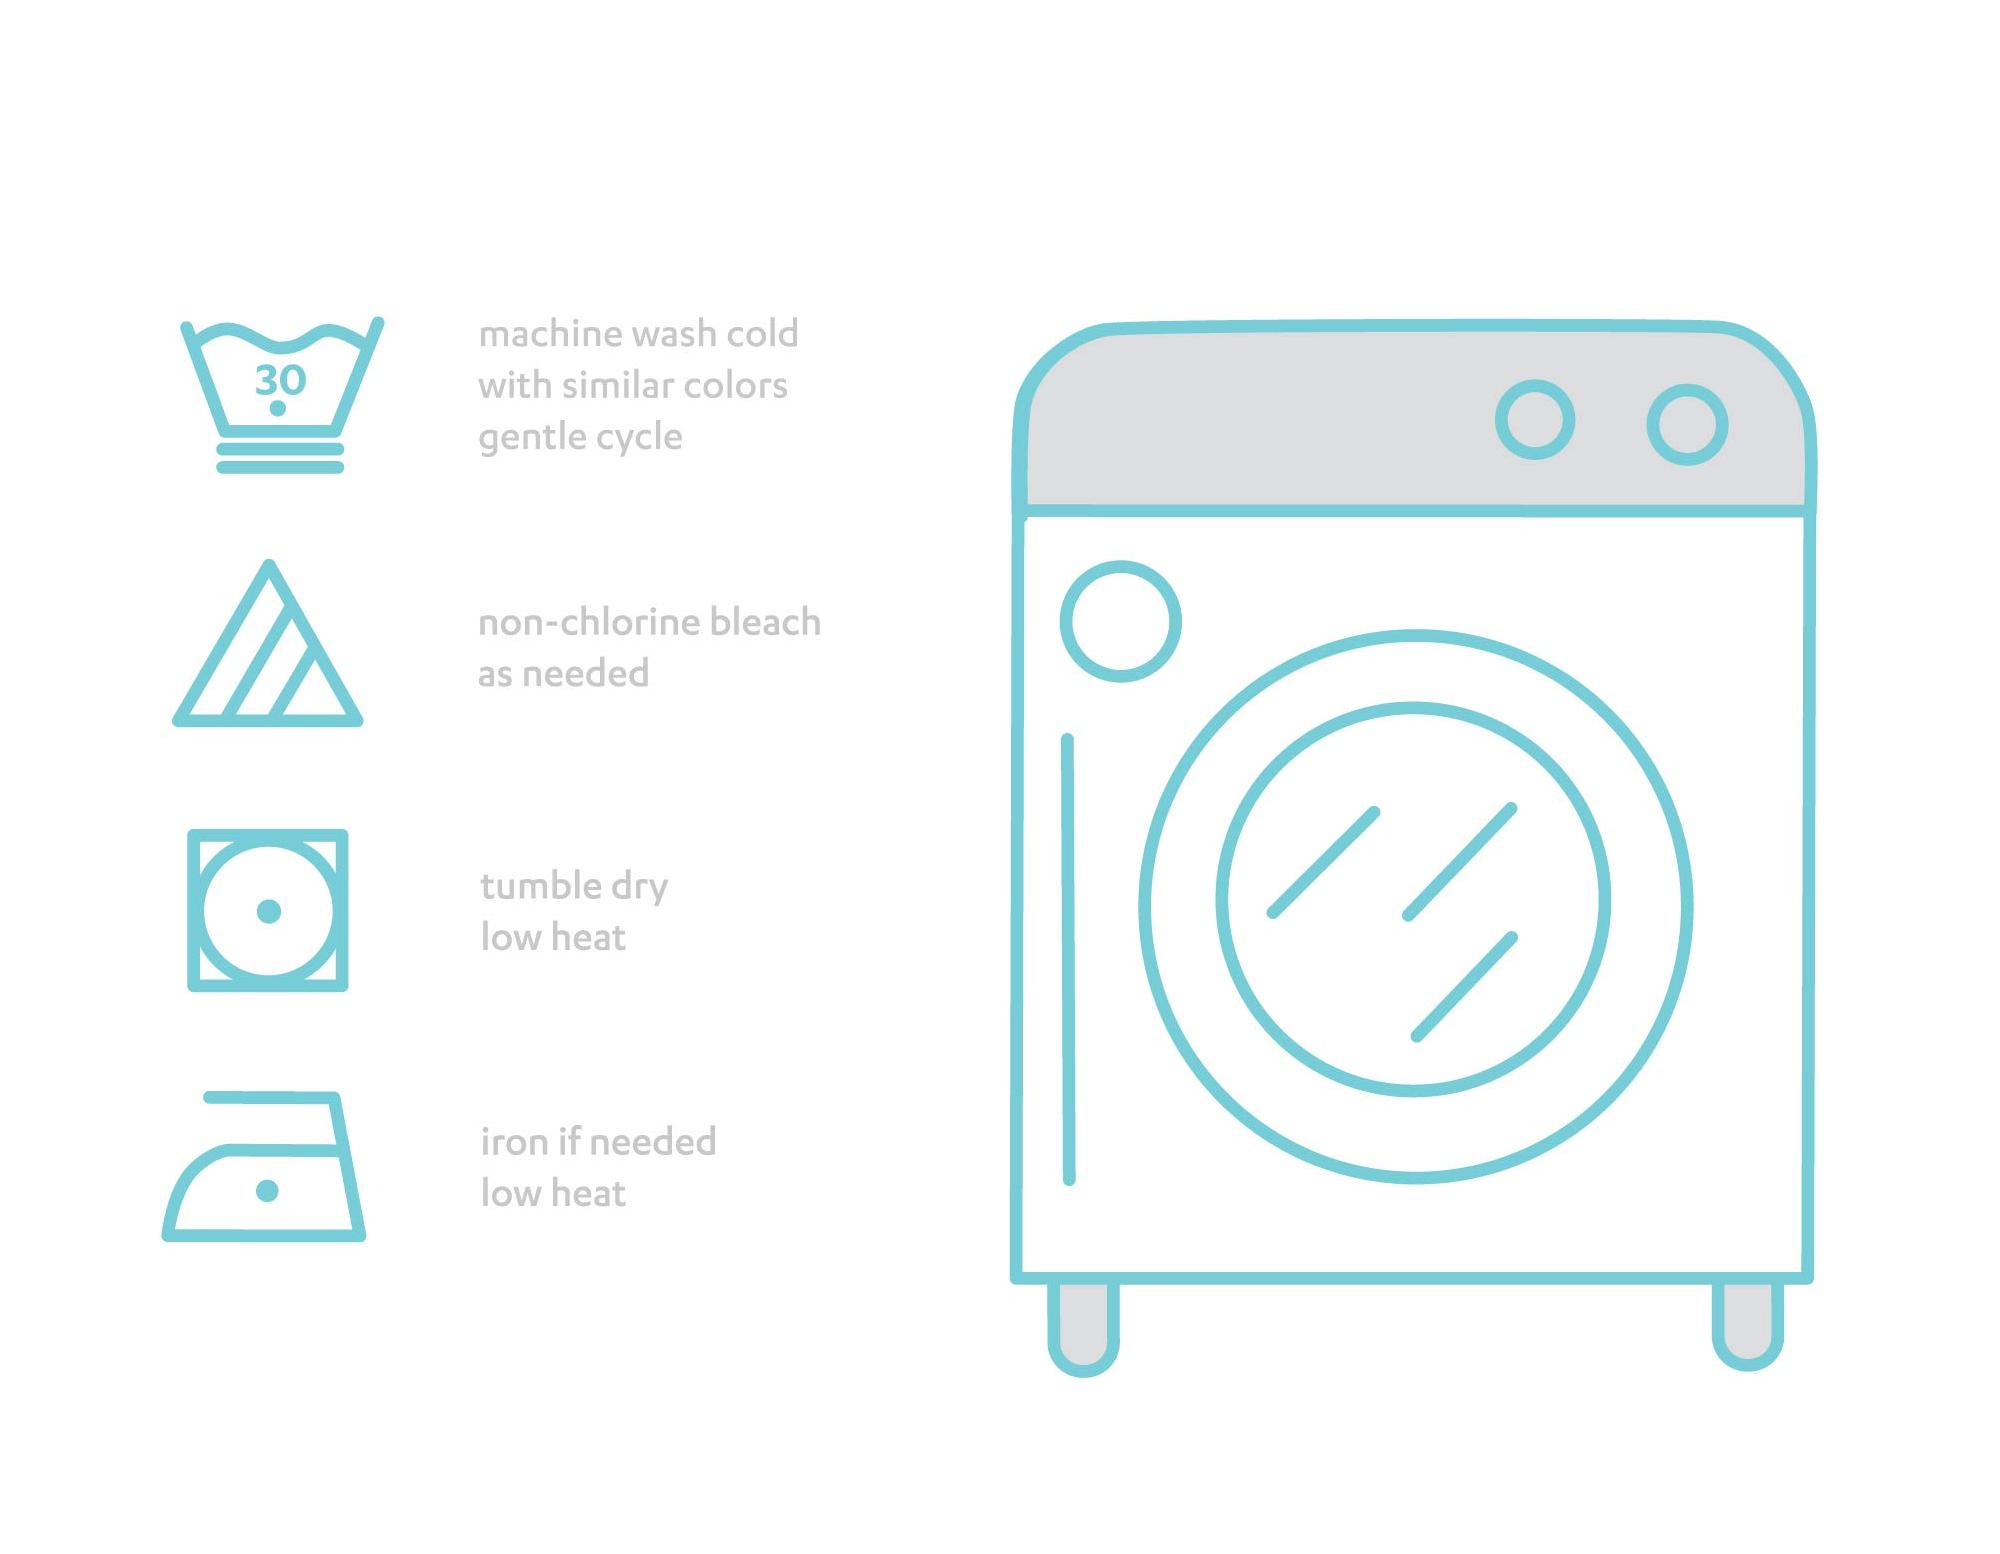 30
machine wash cold
with similar colors
gentle cycle
non-chlorine bleach
as needed
tumble dry
low heat
iron if needed
low heat